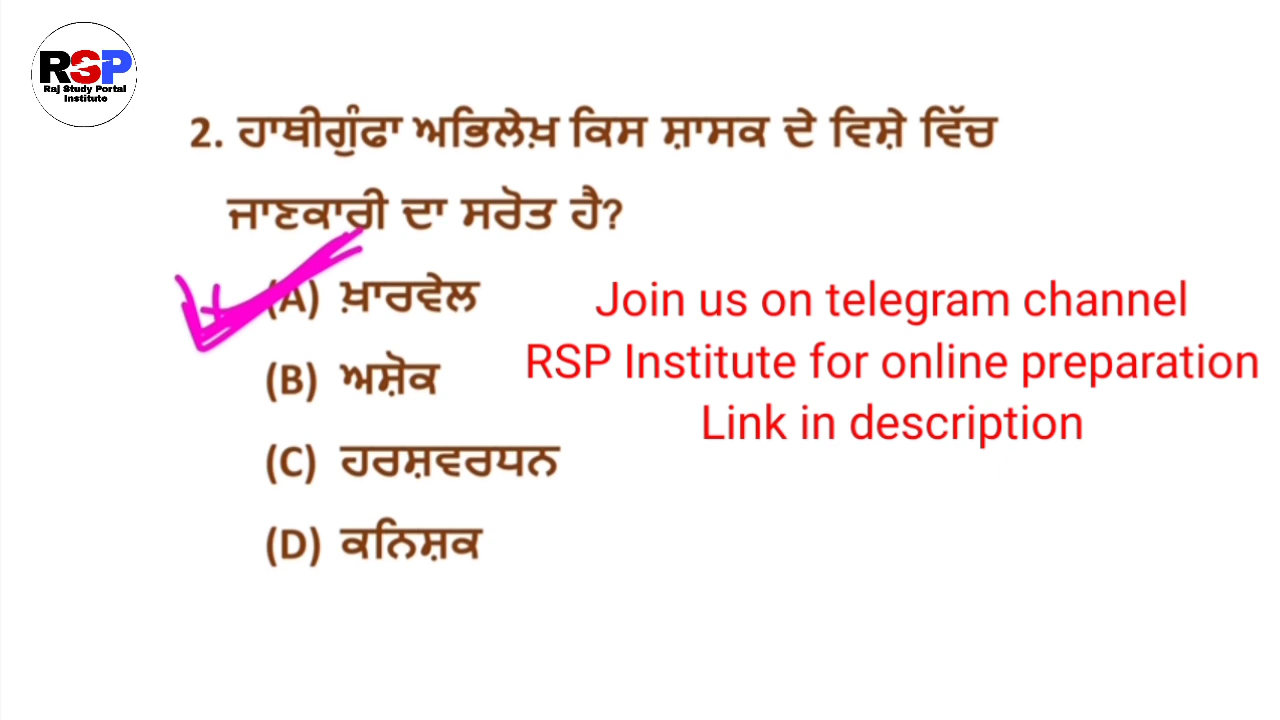 RSP
Raj Study Portal
Institute
2. ਹਾਥੀਗੁੰਫਾ ਅਭਿਲੇਖ਼ ਕਿਸ ਸ਼ਾਸਕ ਦੇ ਵਿਸ਼ੇ ਵਿੱਚ
ਜਾਣਕਾਰੀ ਦਾ ਸਰੋਤ ਹੈ?
(A) ਖ਼ਾਰਵੇਲ
(B) ਅਸ਼ੋਕ
(C) ਹਰਸ਼ਵਰਧਨ
(D) ਕਨਿਸ਼ਕ
Join us on telegram channel
RSP Institute for online preparation
Link in description